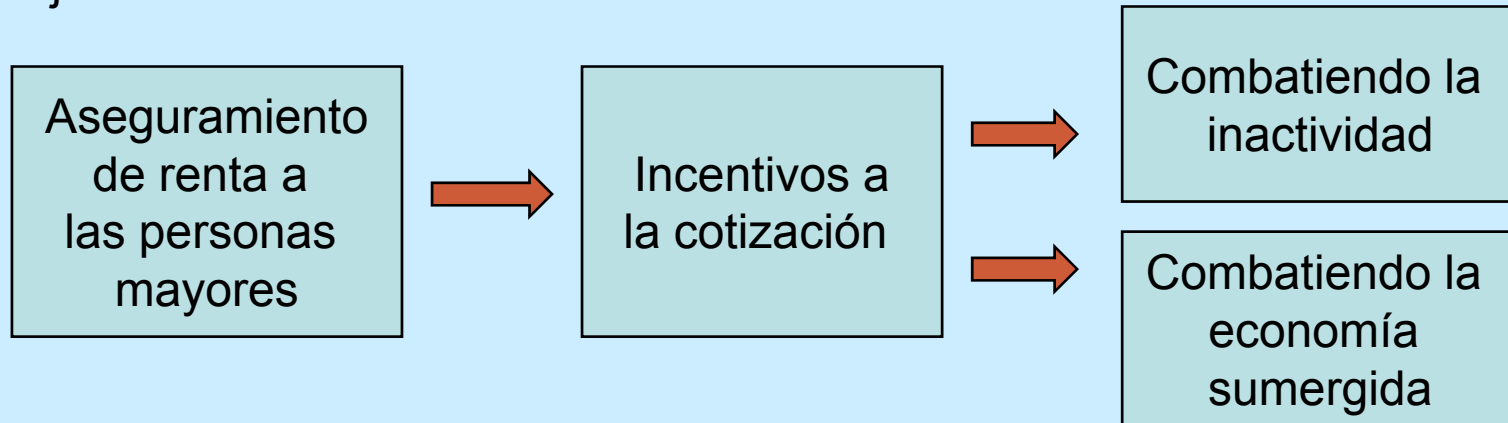 Aseguramiento
de renta a
las personas
mayores
Incentivos a
la cotización
Combatiendo la
inactividad
Combatiendo la
economía
sumergida